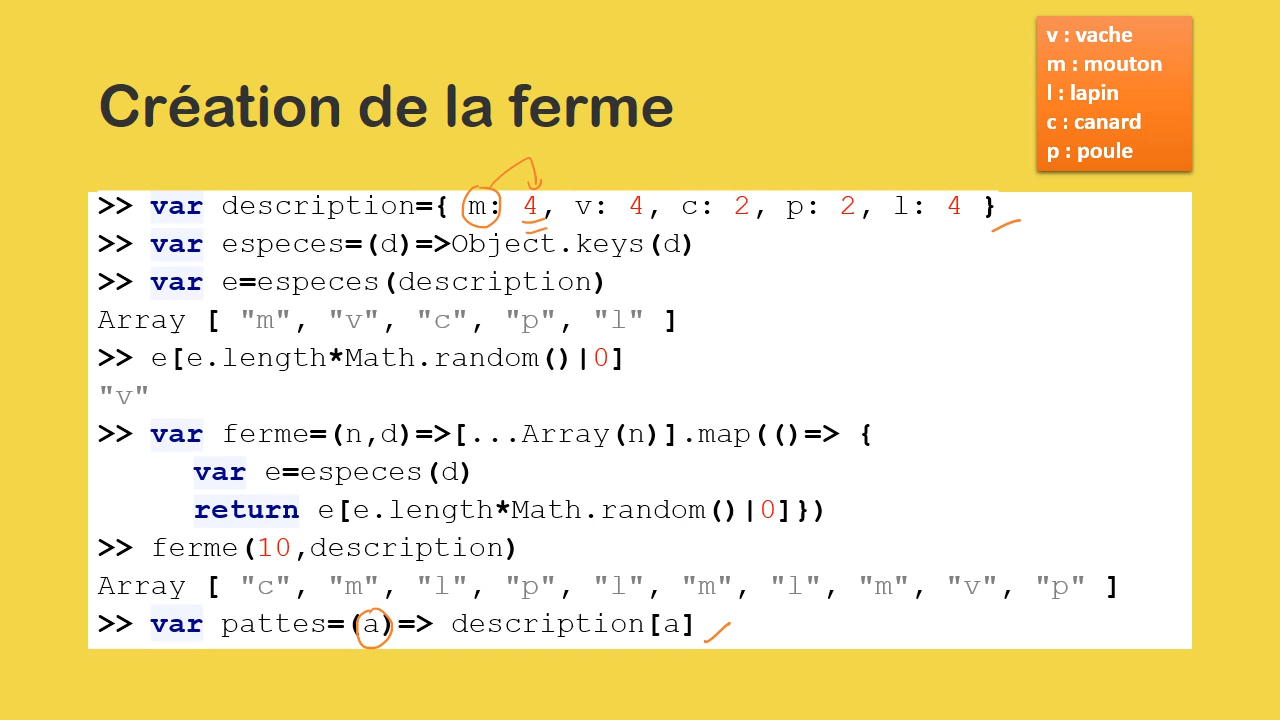 v : vache
m : mouton
l : lapin
c : canard
p : poule
Création de la ferme
>> var description={ m: 4, v: 4, c: 2, p: 2, l: 4 }
>> var especes=(d)=>Object.keys(d)
>> var e=especes(description)
Array [ "m", "v", "c", "p", "l" ]
>> e[e.length*Math.random()|0]
"v"
>> var ferme=(n,d)=>[...Array(n)].map(()=> {
var e=especes(d)
return e[e.length*Math.random()|0]})
>> ferme(10,description)
Array [ "c", "m", "l", "p", "l", "m", "l", "m", "v", "p" ]
>> var pattes=(a)=> description[a]